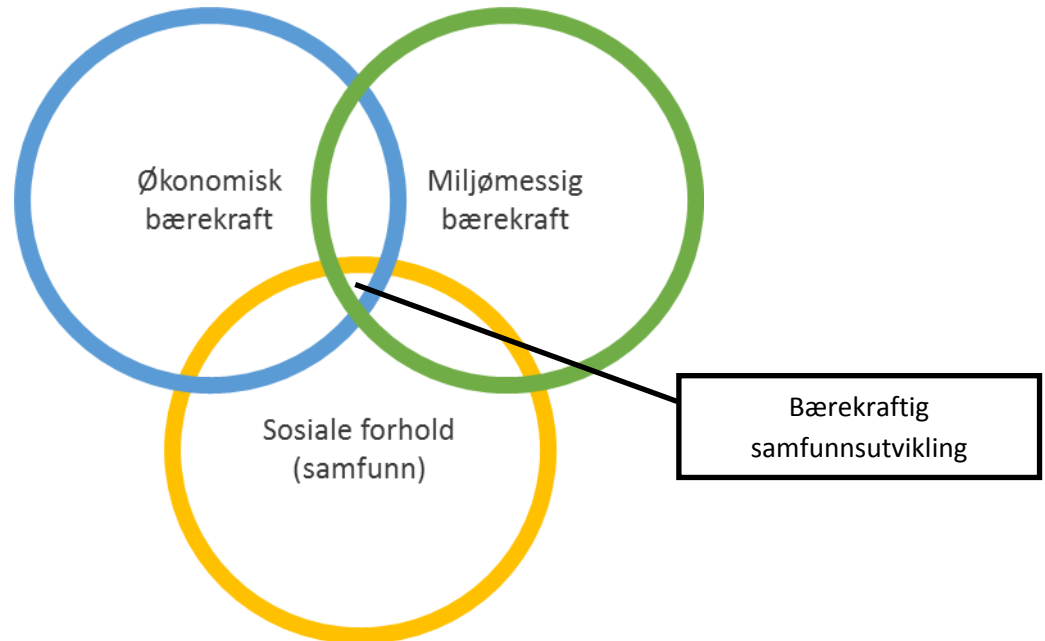 Økonomisk
bærekraft
Miljømessig
bærekraft
Sosiale forhold
(samfunn)
Bærekraftig
samfunnsutvikling